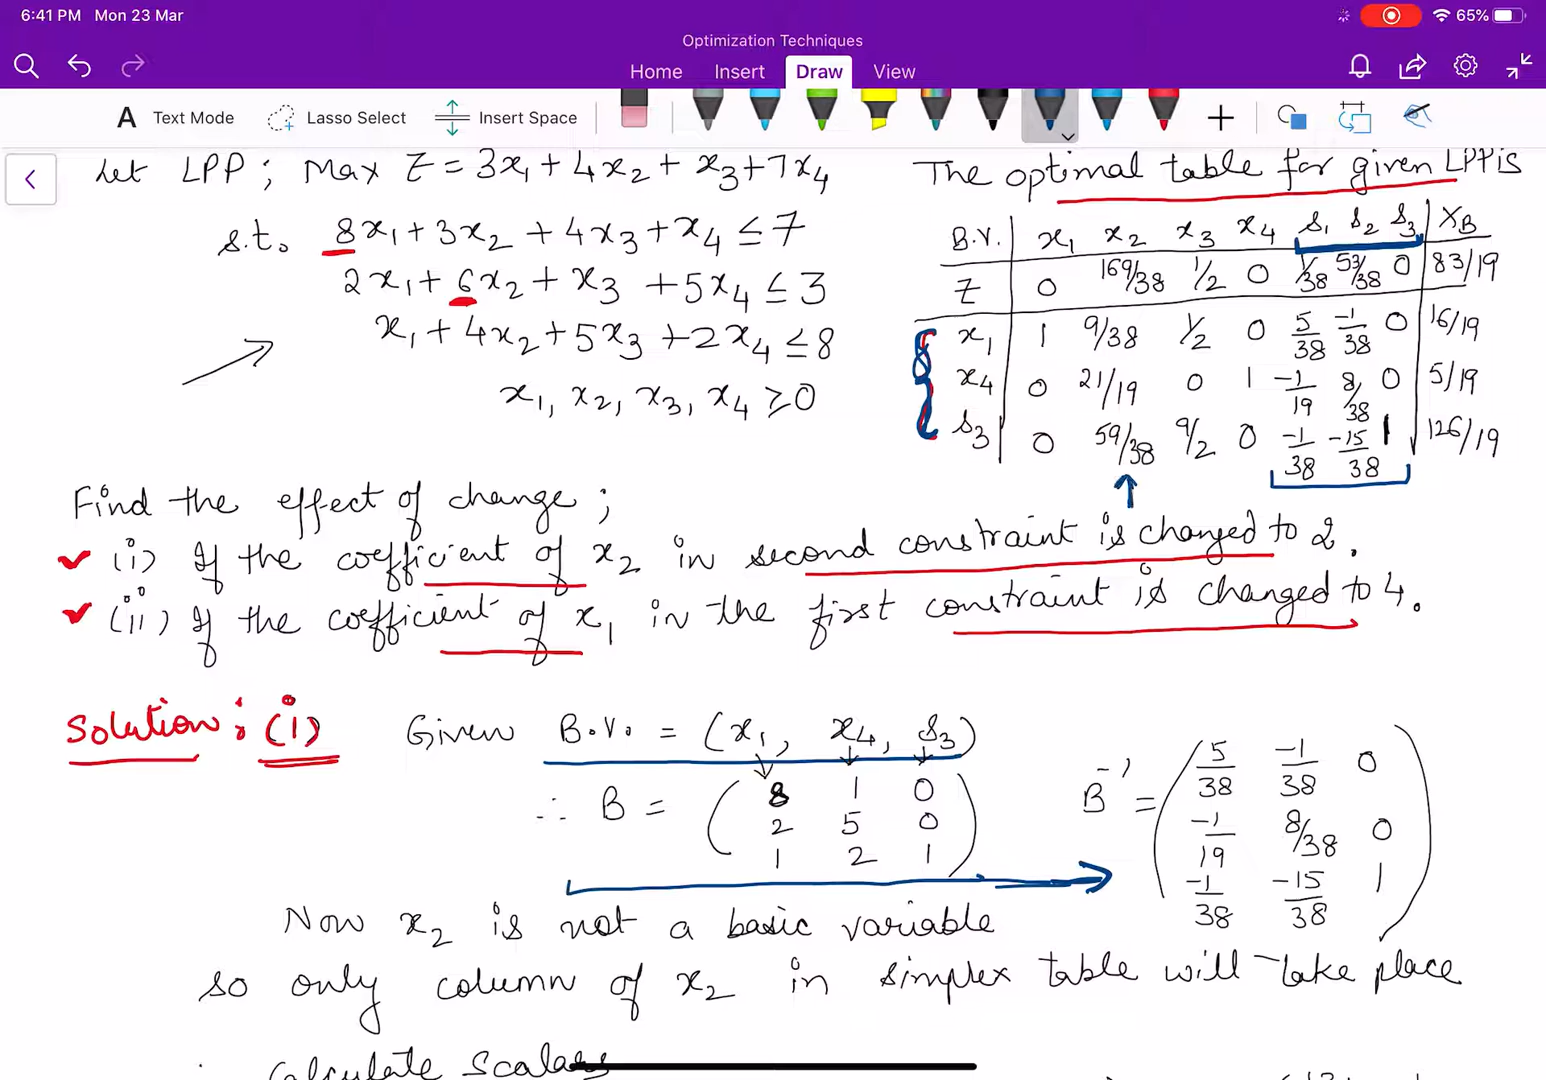 6:41 PM Mon 23 Mar
65%
Optimization Techniques
Home Insert Draw View
A Text Mode Lasso Select Insert Space
Let LPP ; Max Z = 3x₁ + 4x₂ + x₃ + 7x₄
s.t. 8x₁ + 3x₂ + 4x₃ + x₄ ≤ 7
2x₁ + 6x₂ + x₃ + 5x₄ ≤ 3
x₁ + 4x₂ + 5x₃ + 2x₄ ≤ 8
x₁, x₂, x₃, x₄ ≥ 0
The optimal table for given LPP is
B.V. x₁ x₂ x₃ x₄ s₁ s₂ s₃ X_B
Z 0 169/38 1/2 0 1/38 53/38 0 83/19
x₁ 1 9/38 1/2 0 5/38 -1/38 0 16/19
x₄ 0 21/19 0 1 -1/19 8/38 0 5/19
s₃ 0 59/38 9/2 0 -1/38 -15/38 1 126/19
Find the effect of change ;
(i) If the coefficient of x₂ in second constraint is changed to 2.
(ii) If the coefficient of x₁ in the first constraint is changed to 4.
Solution : (i) Given B.V. = (x₁, x₄, s₃)
∴ B = ( 8 1 0
2 5 0
1 2 1 )
B⁻¹ = ( 5/38 -1/38 0
-1/19 8/38 0
-1/38 -15/38 1 )
Now x₂ is not a basic variable
so only column of x₂ in simplex table will take place
Calculate Scalars